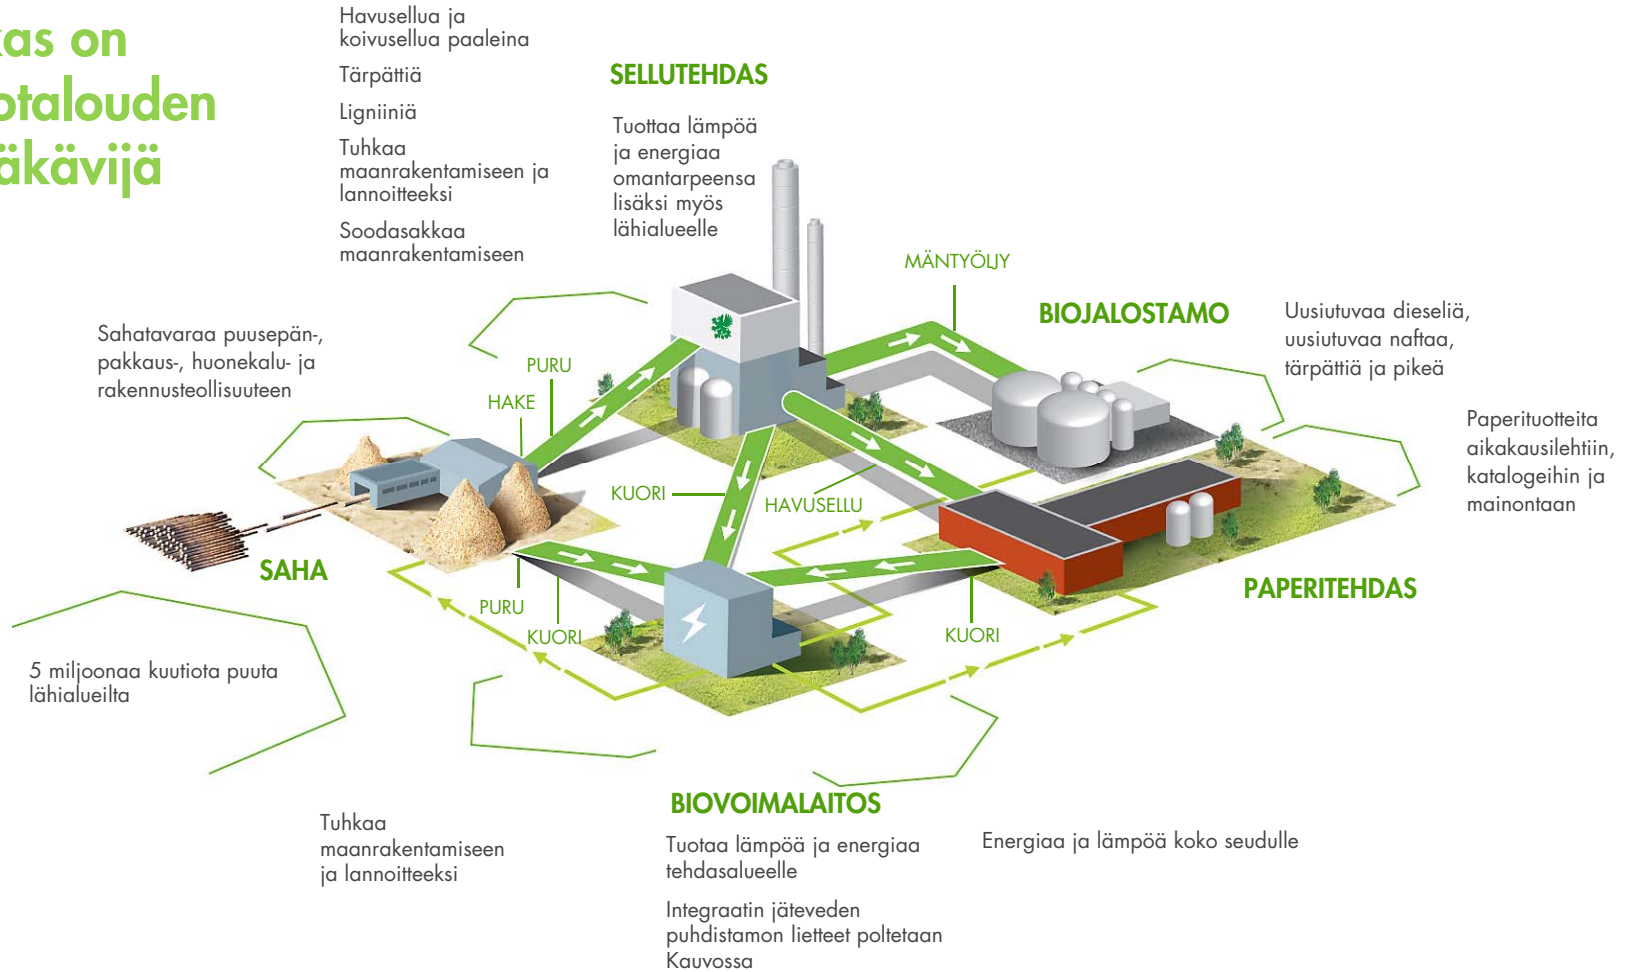 kas on
otalouden
äkävijä
Havusellua ja
koivusellua paaleina
Tärpättiä
Ligniiniä
Tuhkaa
maanrakentamiseen ja
lannoitteeksi
Soodasakkaa
maanrakentamiseen
SELLUTEHDAS
Tuottaa lämpöä
ja energiaa
omantarpeensa
lisäksi myös
lähialueelle
MÄNTYÖLJY
BIOJALOSTAMO
Uusiutuvaa dieseliä,
uusiutuvaa naftaa,
tärpättiä ja pikeä
Sahatavaraa puusepän-,
pakkaus-, huonekalu- ja
rakennusteollisuuteen
PURU
HAKE
Paperituotteita
aikakausilehtiin,
katalogeihin ja
mainontaan
KUORI
HAVUSELLU
SAHA
PURU
KUORI
KUORI
PAPERITEHDAS
5 miljoonaa kuutiota puuta
lähialueilta
Tuhkaa
maanrakentamiseen
ja lannoitteeksi
BIOVOIMALAITOS
Tuotaa lämpöä ja energiaa
tehdasalueelle
Integraatin jäteveden
puhdistamon lietteet poltetaan
Kauvossa
Energiaa ja lämpöä koko seudulle